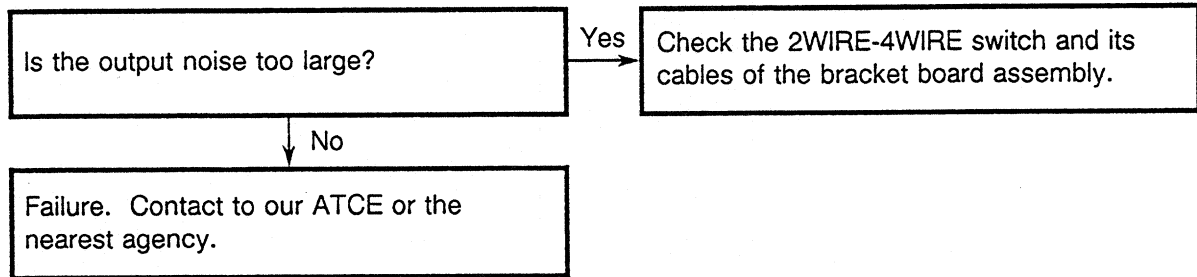 Is the output noise too large?
Yes
Check the 2WIRE-4WIRE switch and its
cables of the bracket board assembly.
No
Failure. Contact to our ATCE or the
nearest agency.